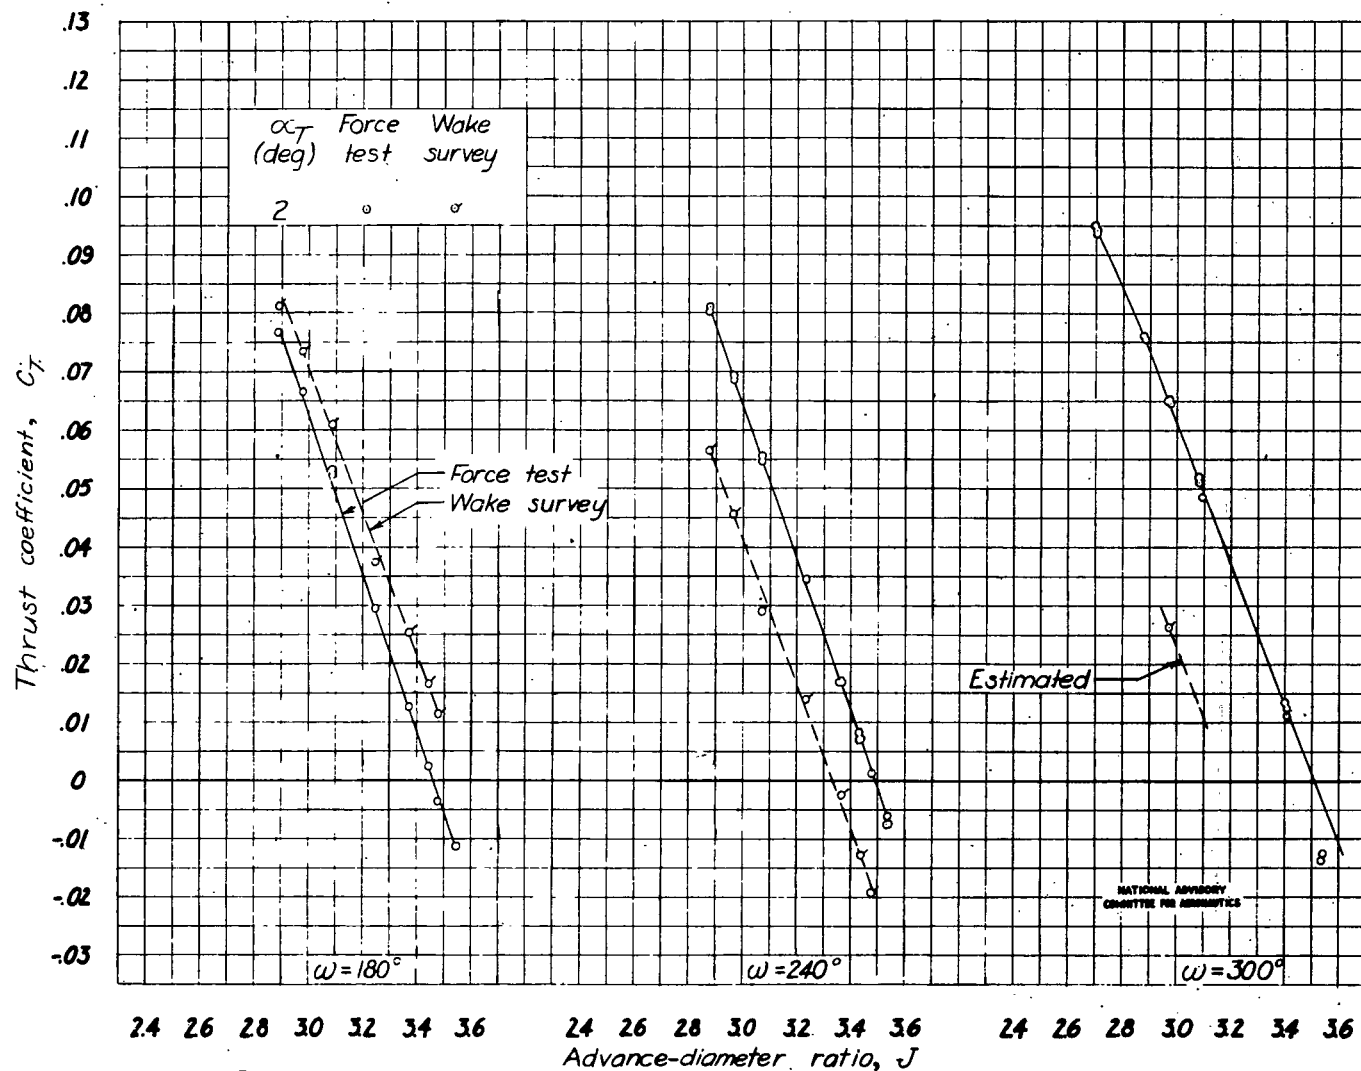 .13
.12
.11
.10
.09
.08
.07
.06
.05
.04
.03
.02
.01
0
-.01
-.02
-.03
Thrust coefficient, C_T
α_T Force Wake
(deg) test survey
2
Force test
Wake survey
Estimated
NATIONAL ADVISORY
COMMITTEE FOR AERONAUTICS
ω=180° ω=240° ω=300°
2.4 2.6 2.8 3.0 3.2 3.4 3.6 2.4 2.6 2.8 3.0 3.2 3.4 3.6 2.4 2.6 2.8 3.0 3.2 3.4 3.6
Advance-diameter ratio, J